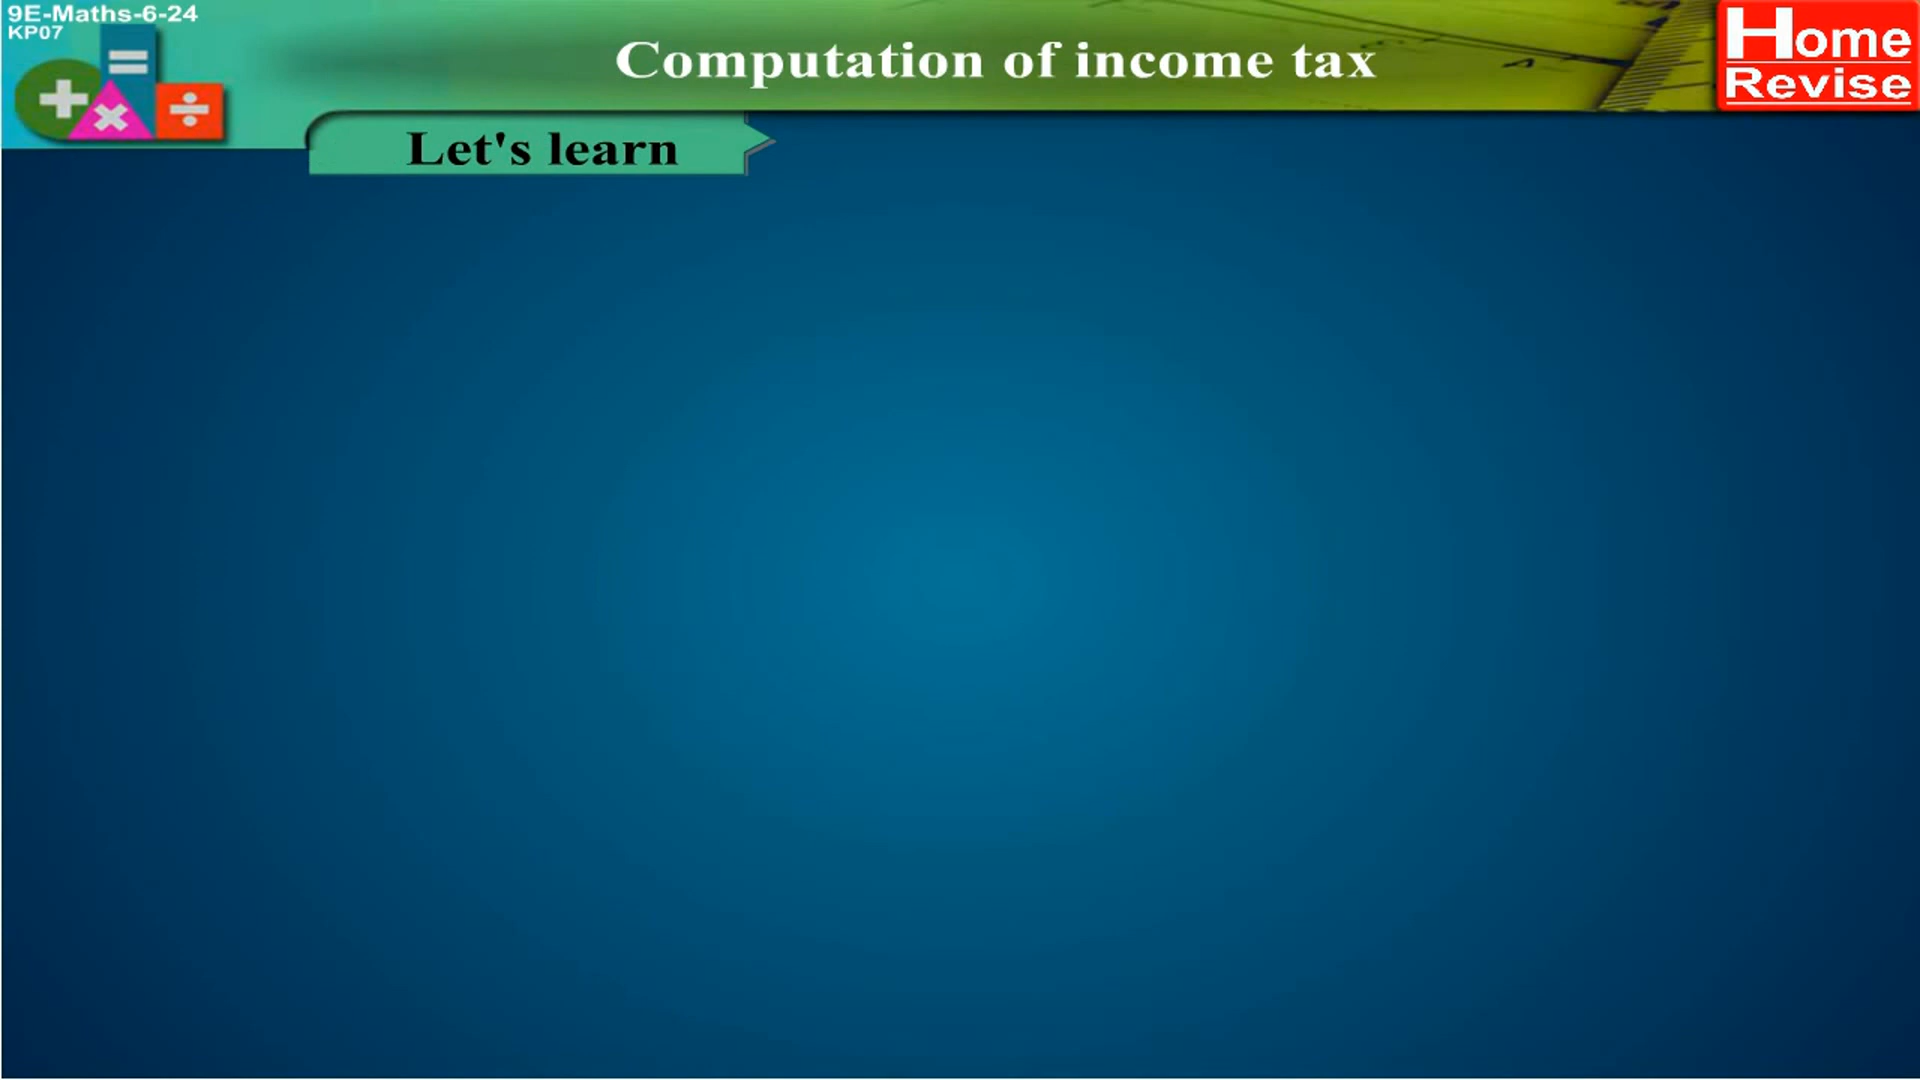 9E-Maths-6-24
KP07
Computation of income tax
Home
Revise
Let's learn